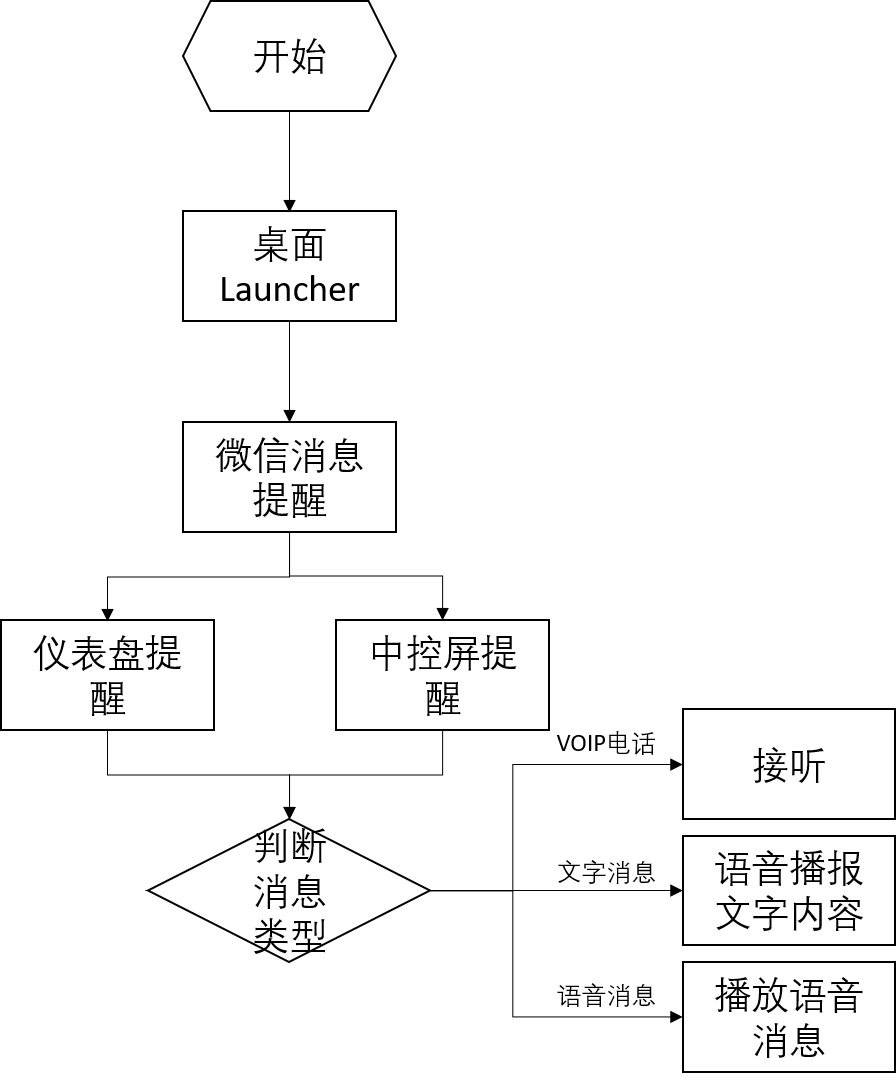 开始
桌面
Launcher
微信消息
提醒
仪表盘提
醒
中控屏提
醒
VOIP电话
接听
判断
消息
类型
文字消息
语音播报
文字内容
语音消息
播放语音
消息